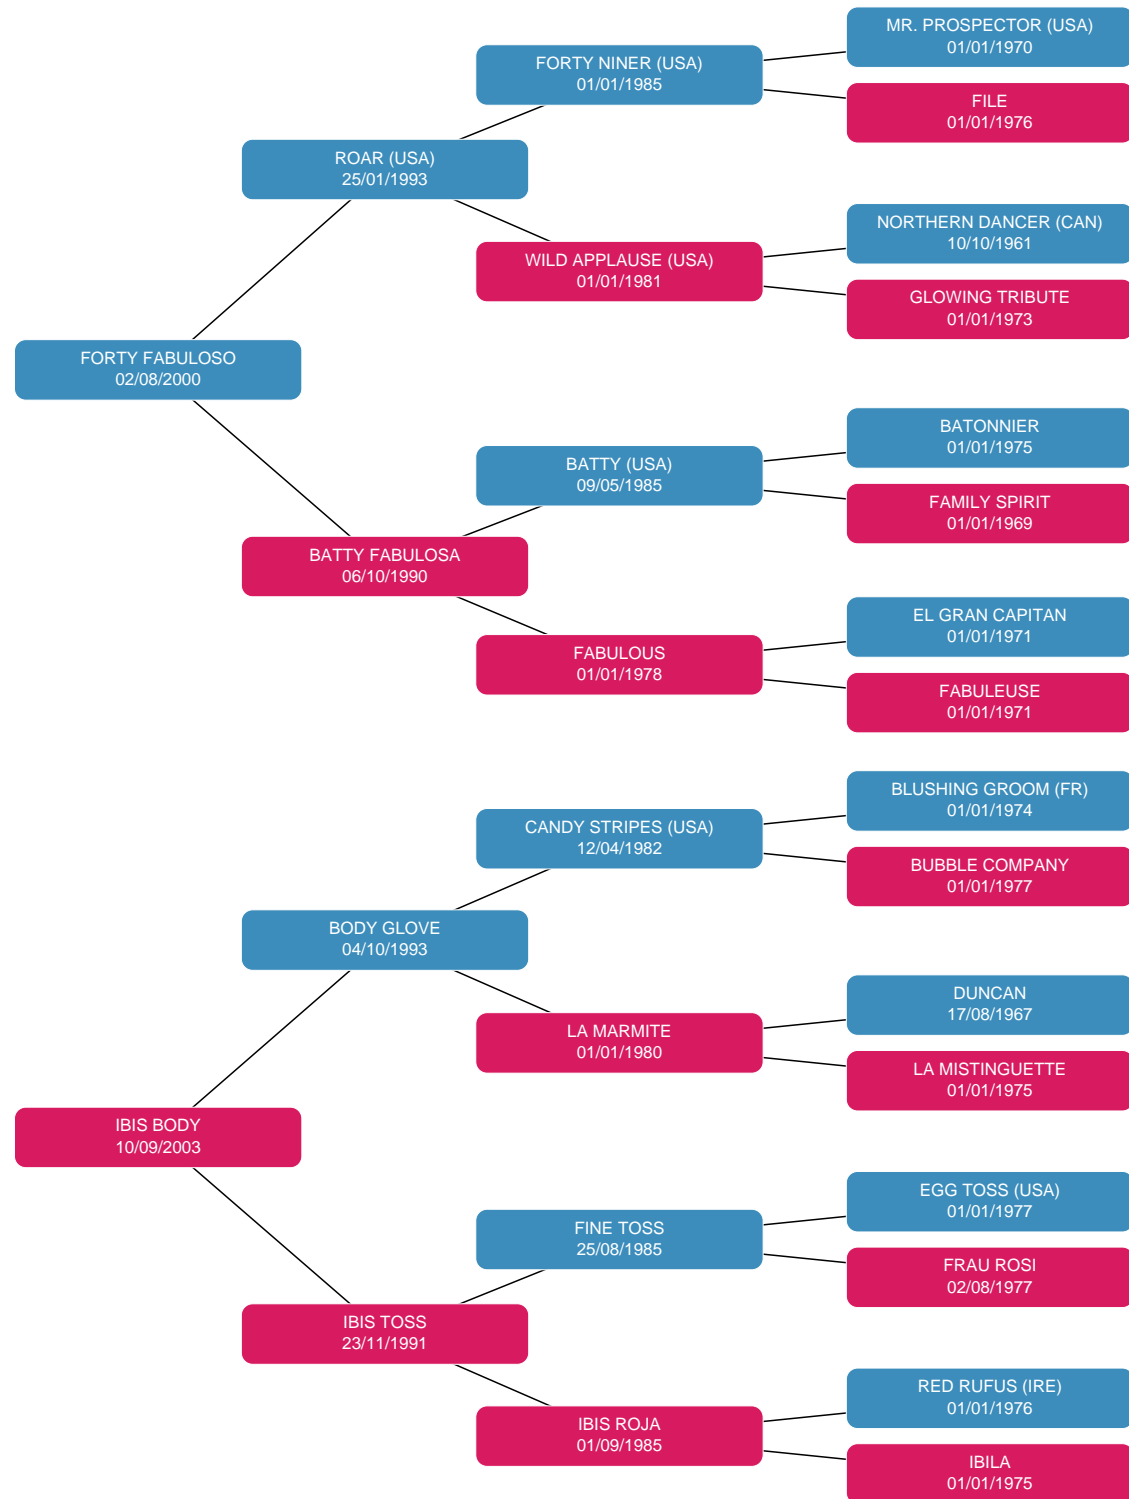 MR. PROSPECTOR (USA)
01/01/1970
FORTY NINER (USA)
01/01/1985
FILE
01/01/1976
ROAR (USA)
25/01/1993
NORTHERN DANCER (CAN)
10/10/1961
WILD APPLAUSE (USA)
01/01/1981
GLOWING TRIBUTE
01/01/1973
FORTY FABULOSO
02/08/2000
BATONNIER
01/01/1975
BATTY (USA)
09/05/1985
FAMILY SPIRIT
01/01/1969
BATTY FABULOSA
06/10/1990
EL GRAN CAPITAN
01/01/1971
FABULOUS
01/01/1978
FABULEUSE
01/01/1971
BLUSHING GROOM (FR)
01/01/1974
CANDY STRIPES (USA)
12/04/1982
BUBBLE COMPANY
01/01/1977
BODY GLOVE
04/10/1993
DUNCAN
17/08/1967
LA MARMITE
01/01/1980
LA MISTINGUETTE
01/01/1975
IBIS BODY
10/09/2003
EGG TOSS (USA)
01/01/1977
FINE TOSS
25/08/1985
FRAU ROSI
02/08/1977
IBIS TOSS
23/11/1991
RED RUFUS (IRE)
01/01/1976
IBIS ROJA
01/09/1985
IBILA
01/01/1975